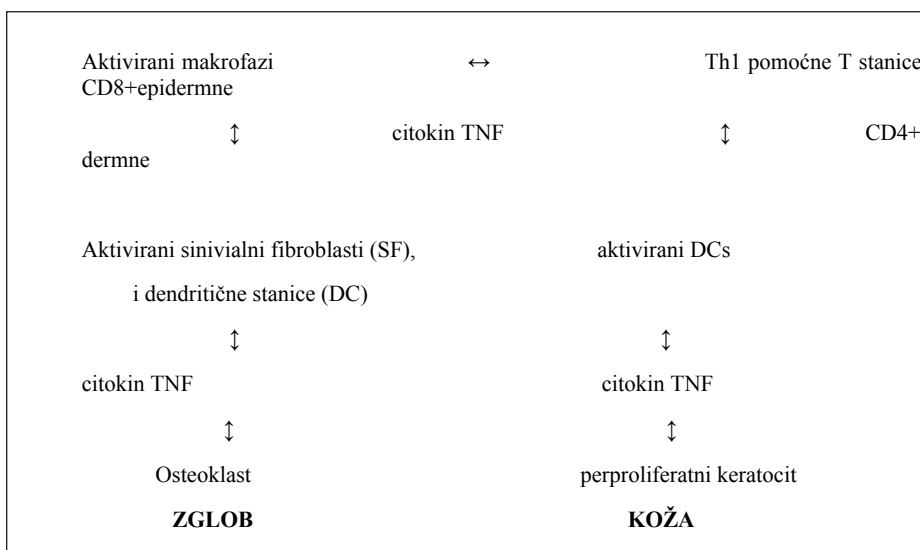 Aktivirani makrofazi ↔ Th1 pomoćne T stanice
CD8+epidermne
↕ citokin TNF ↕ CD4+
dermne
Aktivirani sinivialni fibroblasti (SF), aktivirani DCs
i dendritične stanice (DC)
↕ ↕
citokin TNF citokin TNF
↕ ↕
Osteoklast perproliferatni keratocit
ZGLOB KOŽA